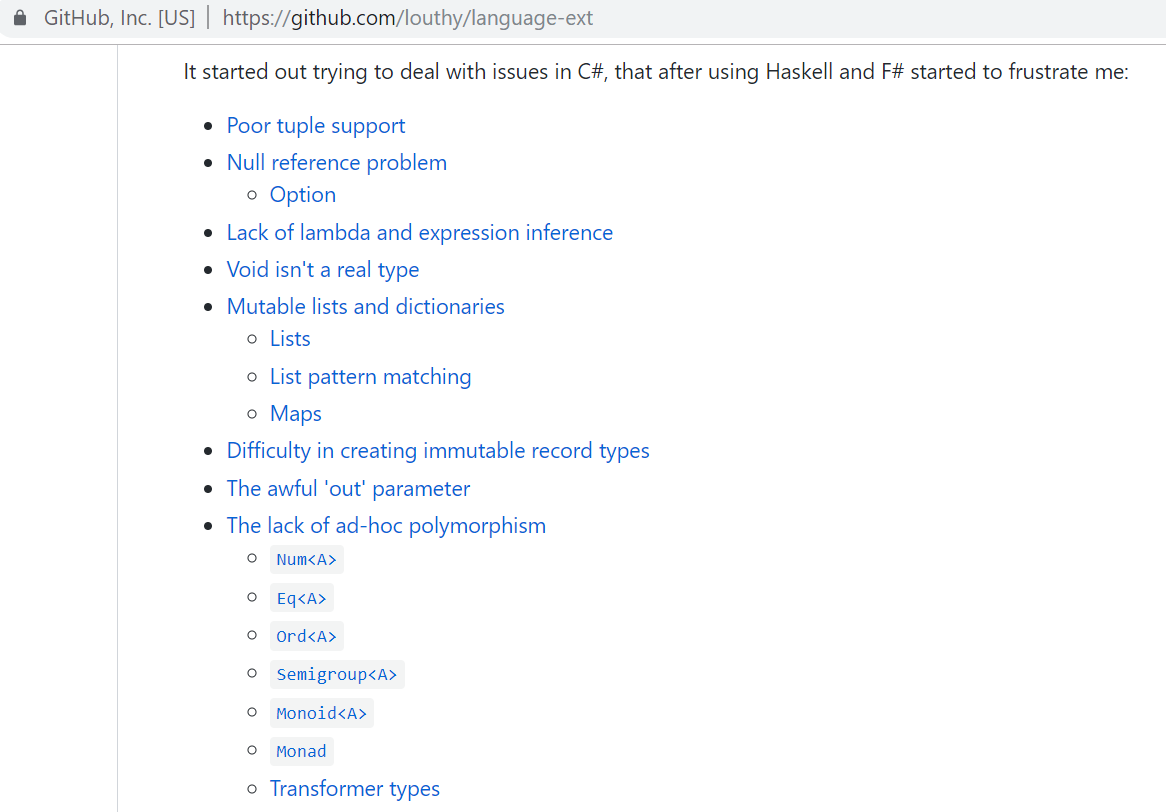 GitHub, Inc. [US] | https://github.com/louthy/language-ext
It started out trying to deal with issues in C#, that after using Haskell and F# started to frustrate me:
Poor tuple support
Null reference problem
Option
Lack of lambda and expression inference
Void isn't a real type
Mutable lists and dictionaries
Lists
List pattern matching
Maps
Difficulty in creating immutable record types
The awful 'out' parameter
The lack of ad-hoc polymorphism
Num<A>
Eq<A>
Ord<A>
Semigroup<A>
Monoid<A>
Monad
Transformer types